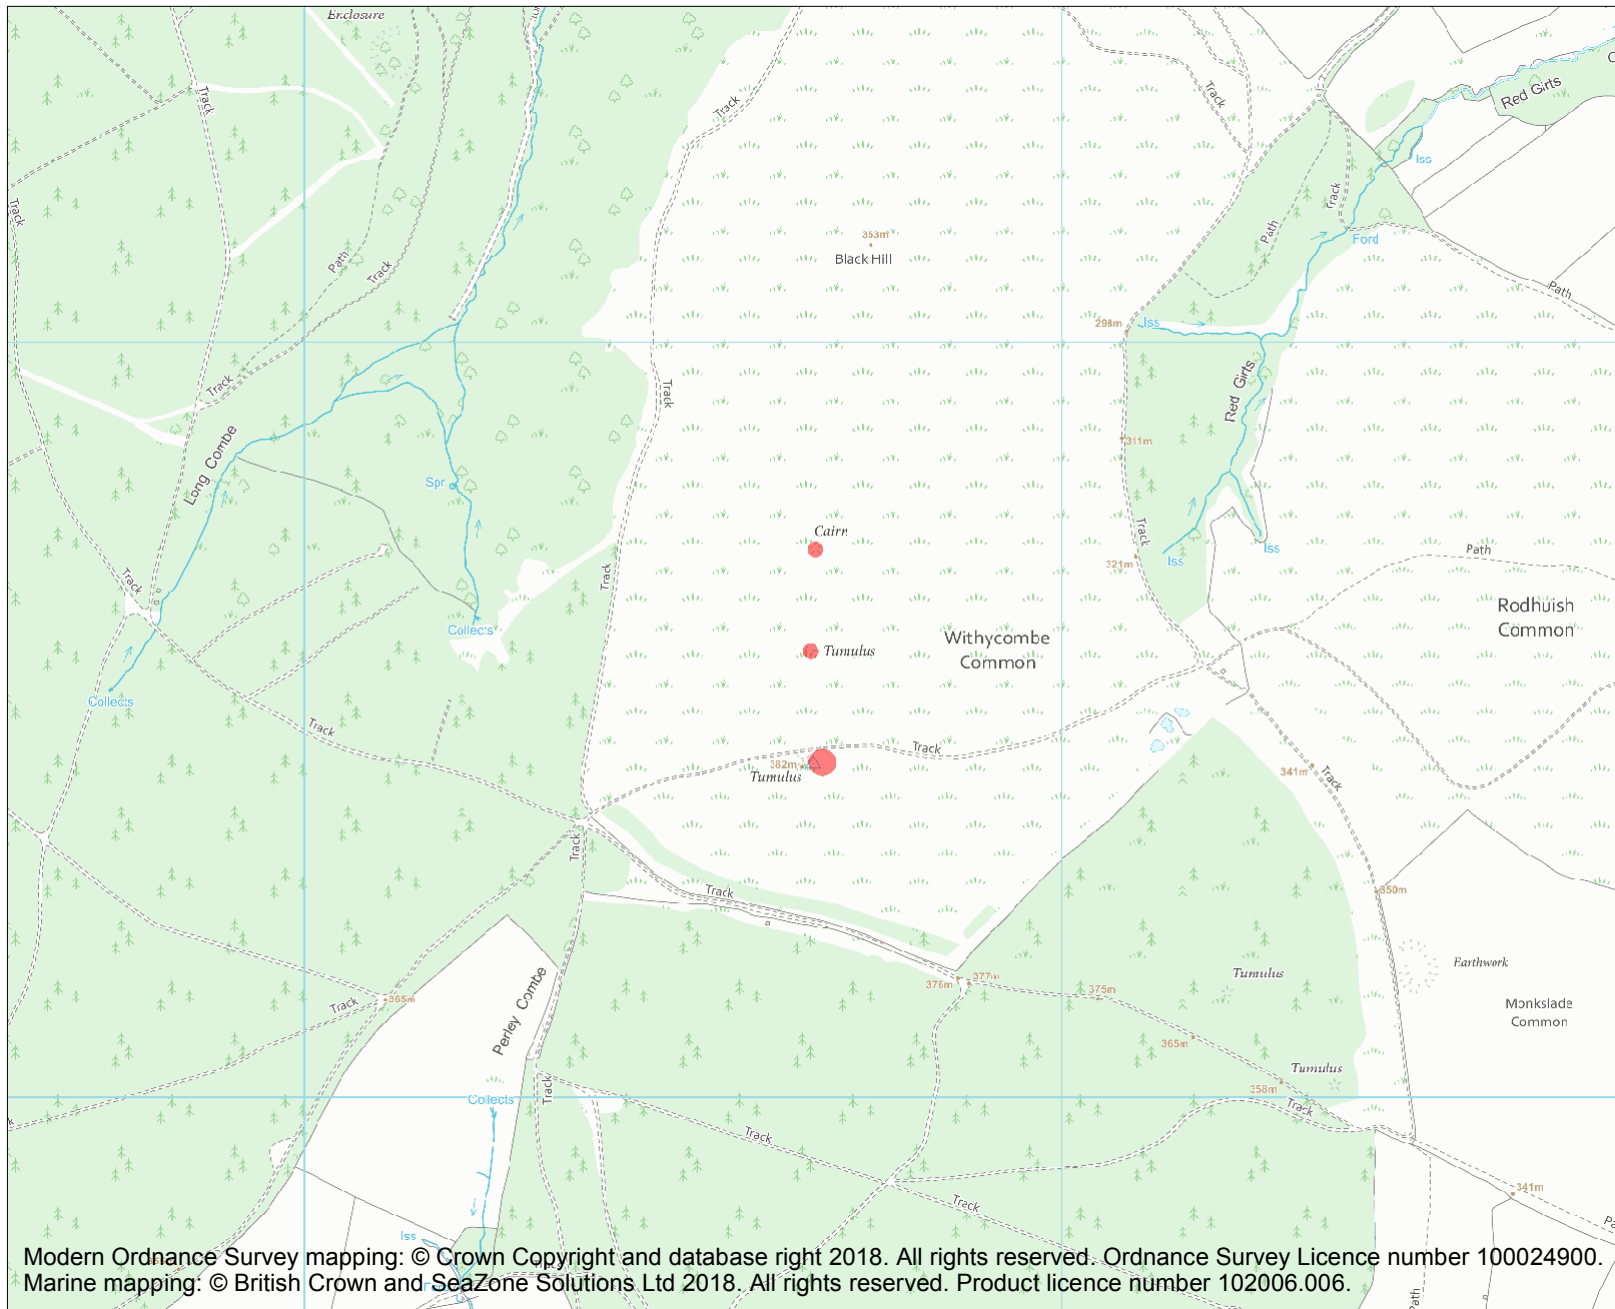 Enclosure
Track
Red Girts
Track
Track
Iss
Track
Track
Path
Ford
353m
Black Hill
Path
Track
Path
298m
Iss
Track
Track
Red Girts
311m
Long Combe
Spr
Cairn
Track
Iss
Iss
Path
321m
Track
Track
Rodhuish
Common
Collects
Withycombe
Common
Tumulus
Collects
Track
Track
382m
Tumulus
341m
Track
Track
Track
350m
Earthwork
Tumulus
377m
376m
375m
Perley Combe
365m
Track
Monkslade
Common
365m
Tumulus
358m
Track
Collects
Track
Track
Track
341m
Iss
Path
Modern Ordnance Survey mapping: © Crown Copyright and database right 2018. All rights reserved. Ordnance Survey Licence number 100024900.
Marine mapping: © British Crown and SeaZone Solutions Ltd 2018. All rights reserved. Product licence number 102006.006.